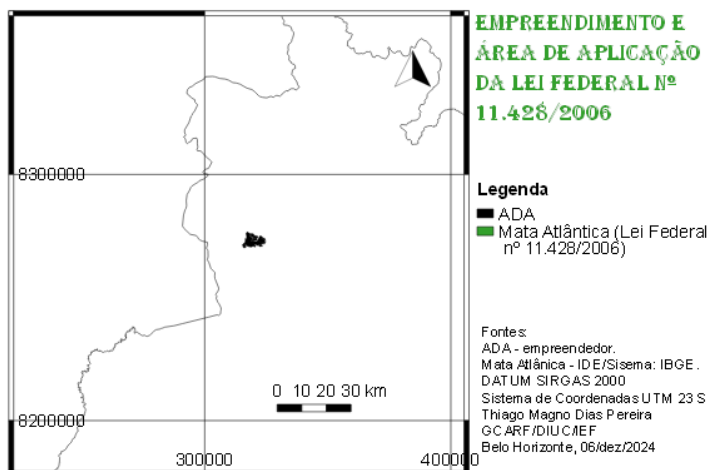 EMPREENDIMENTO E
ÁREA DE APLICAÇÃO
DA LEI FEDERAL Nº
11.428/2006
8300000
Legenda
ADA
Mata Atlântica (Lei Federal
nº 11.428/2006)
Fontes:
ADA - empreendedor.
Mata Atlânica - IDE/Sisema: IBGE.
DATUM SIRGAS 2000
Sistema de Coordenadas UTM 23 S
Thiago Magno Dias Pereira
GCARF/DIUC/IEF
Belo Horizonte, 06/dez/2024
0 10 20 30 km
8200000
300000
400000